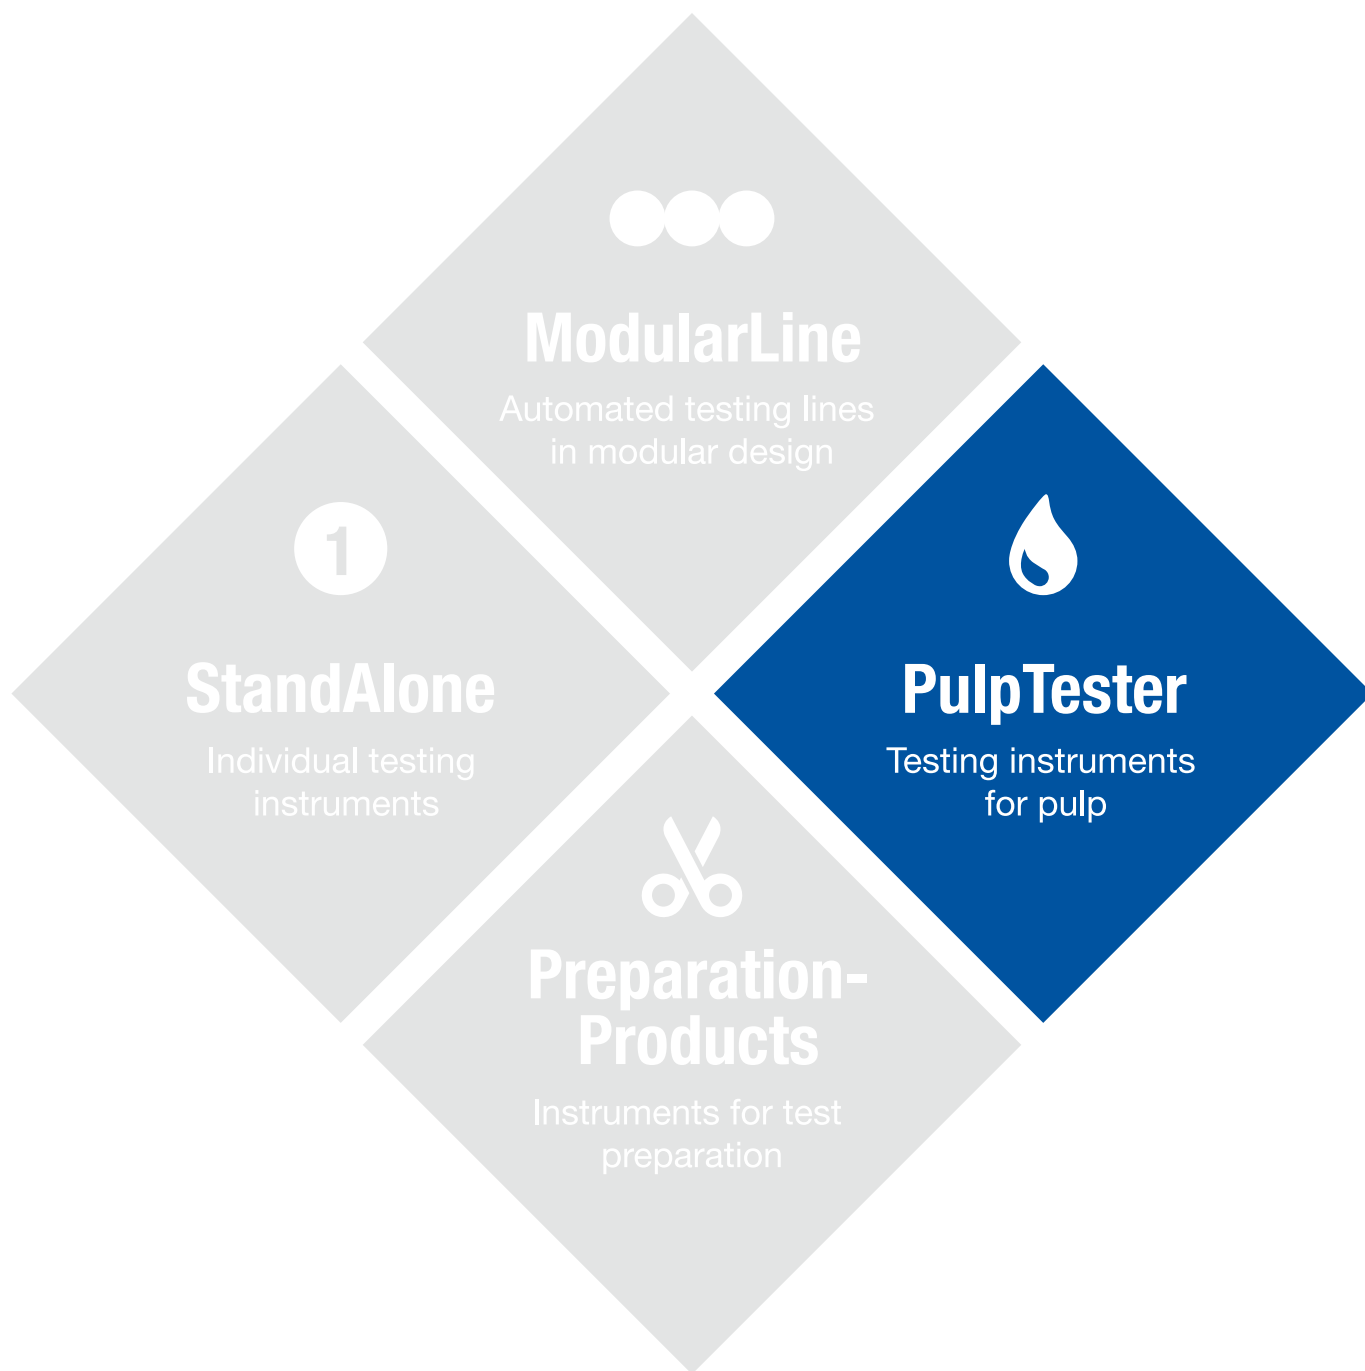 ModularLine
Automated testing lines
in modular design
1
StandAlone
Individual testing
instruments
PulpTester
Testing instruments
for pulp
Preparation-
Products
Instruments for test
preparation